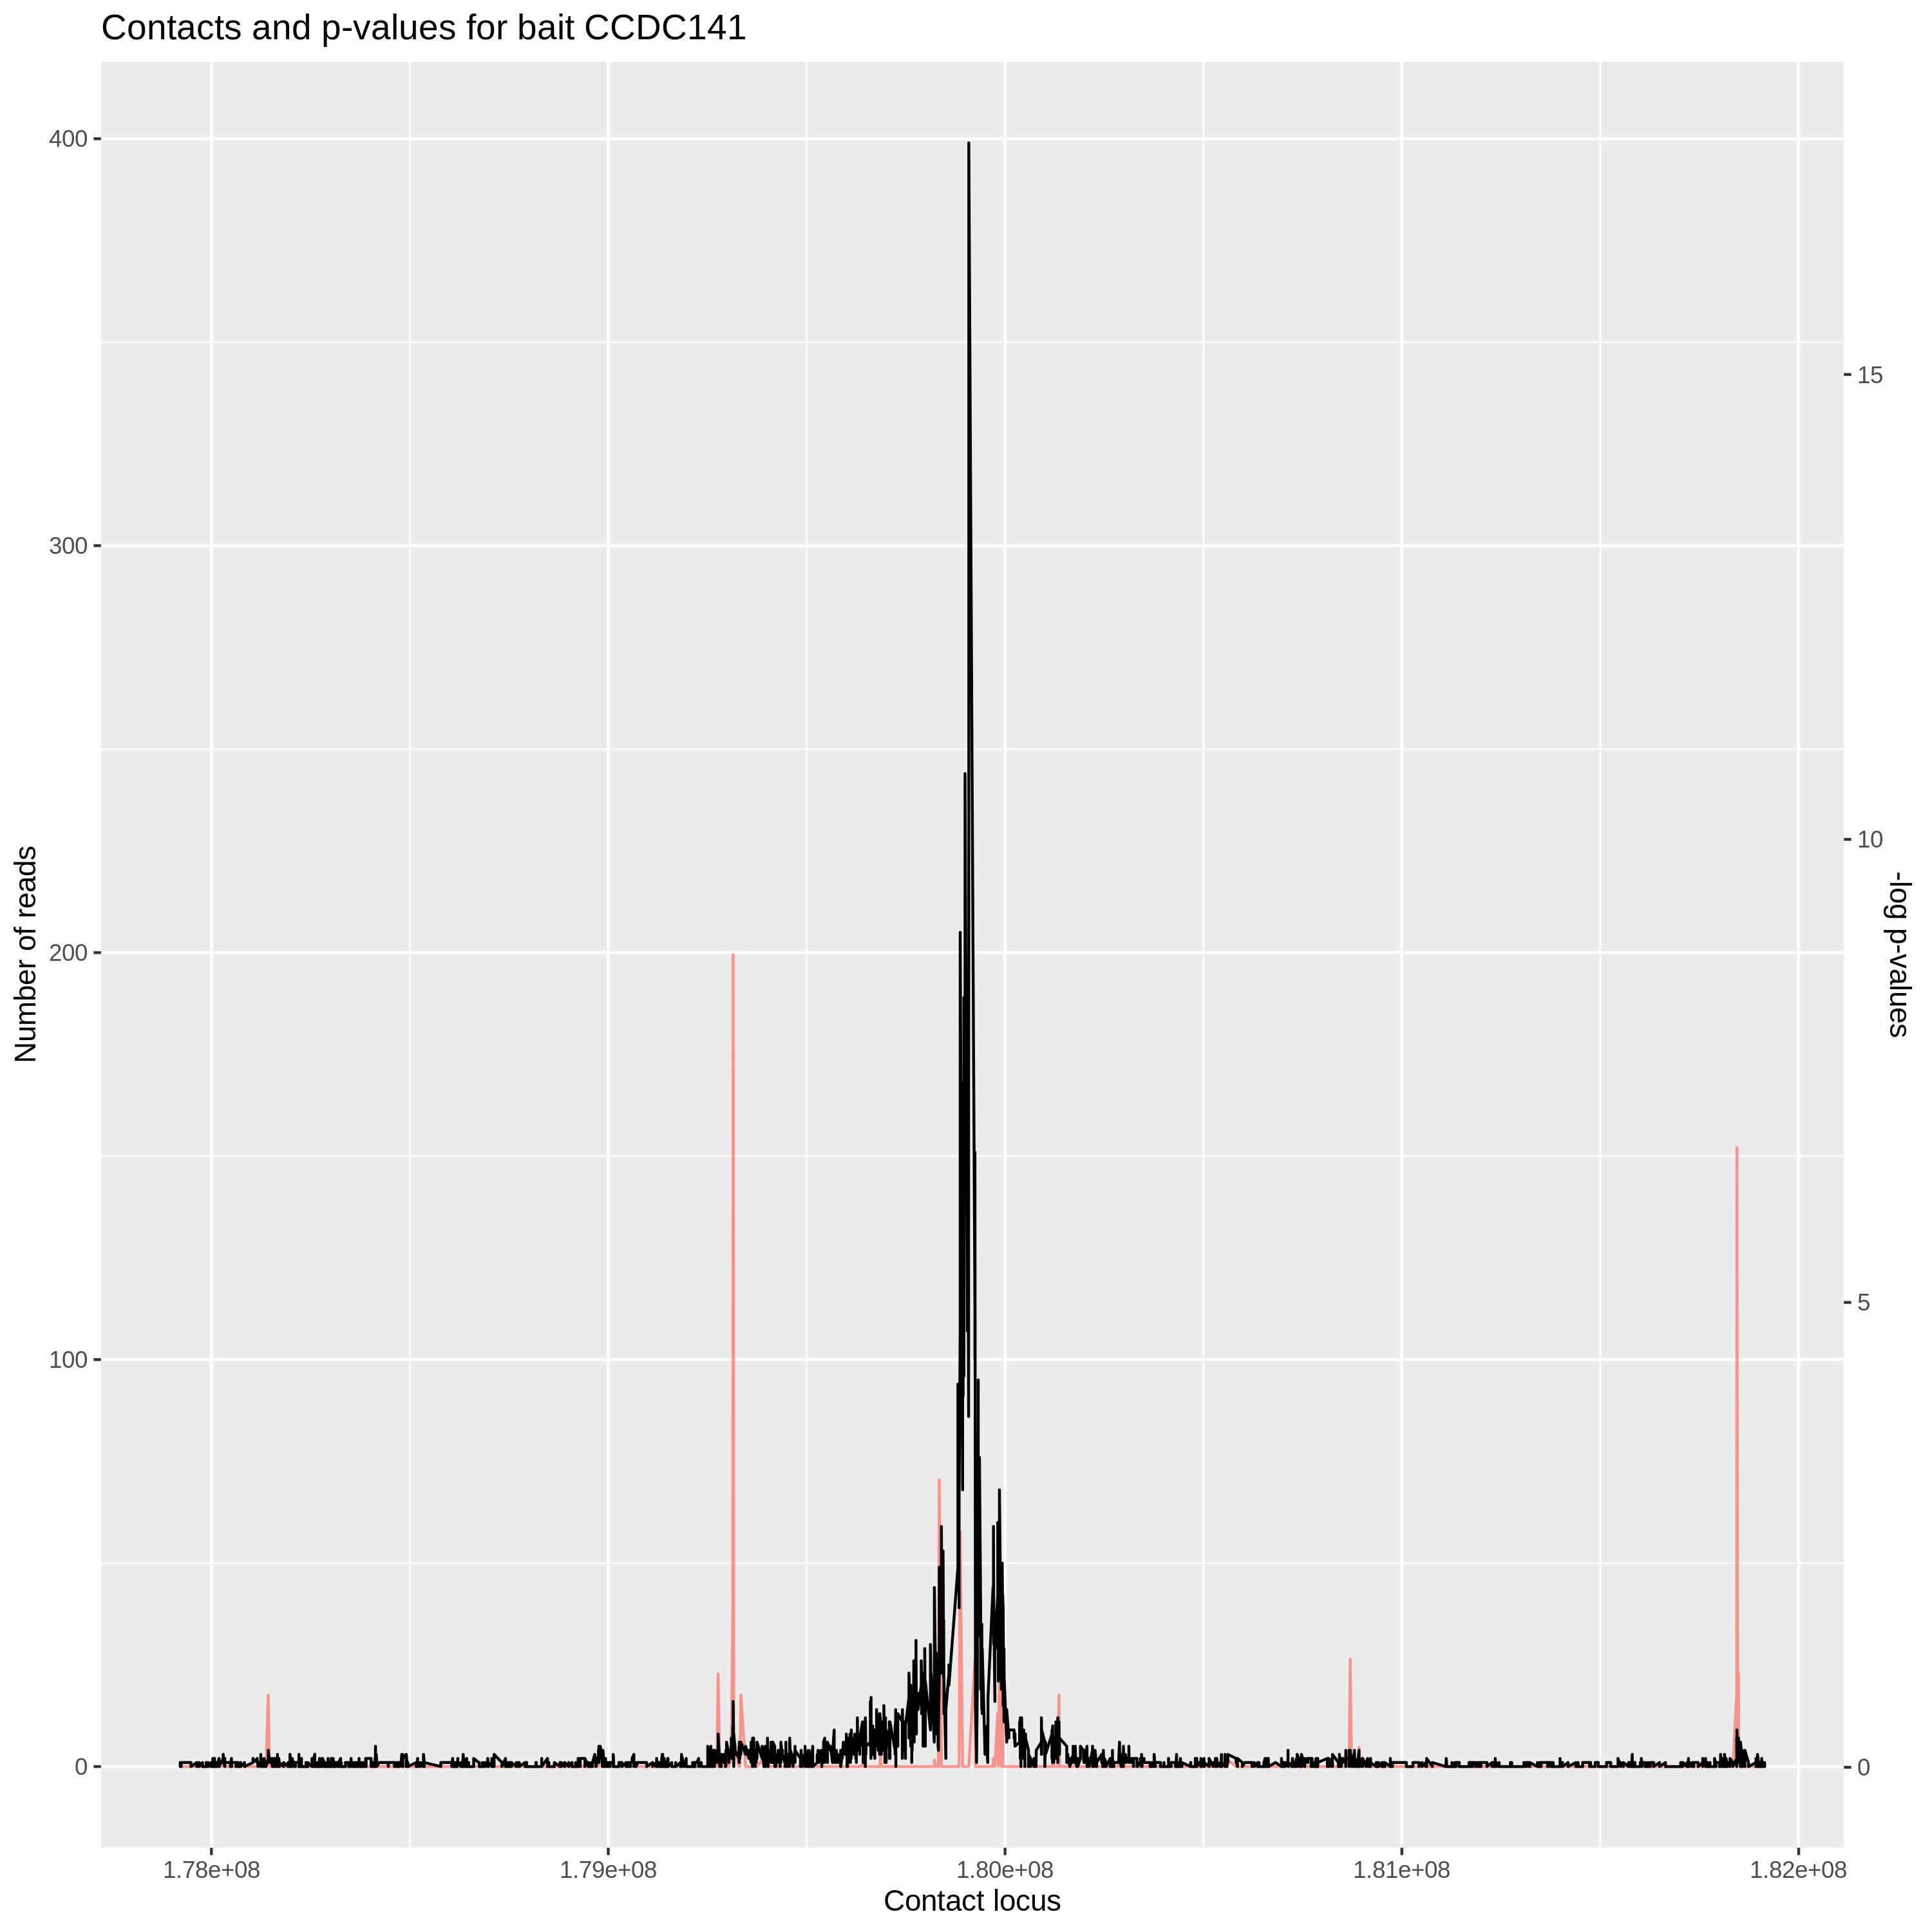 Contacts and p-values for bait CCDC141
400
300
200
100
0
Number of reads
15
10
5
0
-log p-values
1.78e+08
1.79e+08
1.80e+08
1.81e+08
1.82e+08
Contact locus